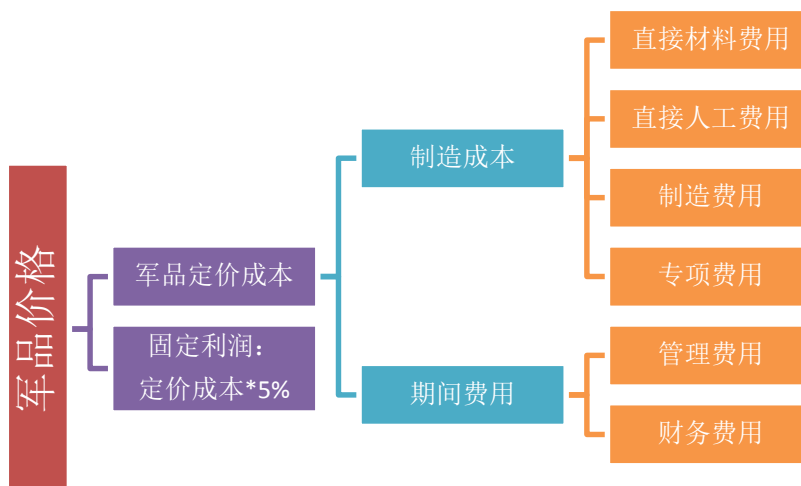 军品价格
军品定价成本
固定利润：
定价成本*5%
制造成本
期间费用
直接材料费用
直接人工费用
制造费用
专项费用
管理费用
财务费用